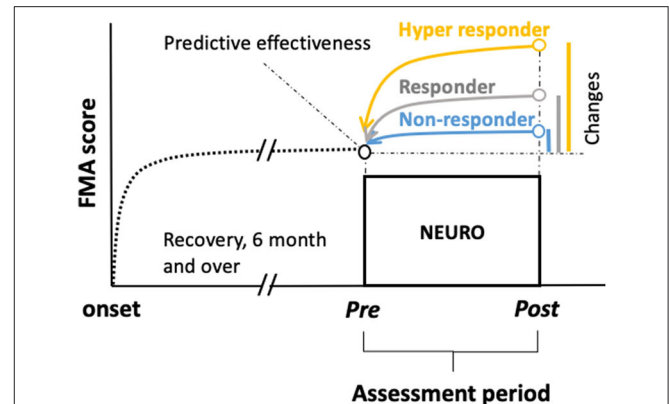 Hyper responder
Predictive effectiveness
Responder
Non-responder
Changes
FMA score
Recovery, 6 month
and over
NEURO
onset
Pre
Post
Assessment period